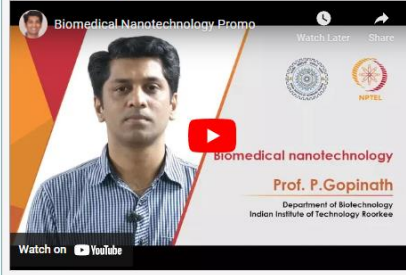 Biomedical Nanotechnology Promo
Watch Later
Share
NPTEL
Biomedical nanotechnology
Prof. P.Gopinath
Department of Biotechnology
Indian Institute of Technology Roorkee
Watch on YouTube